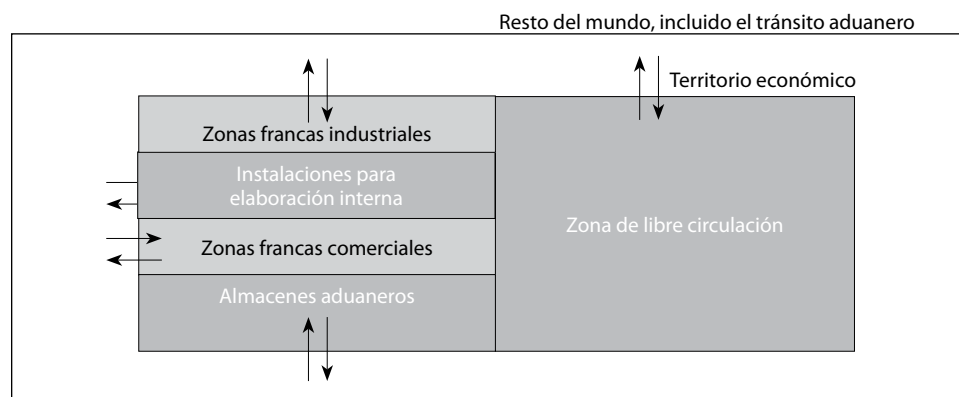 Resto del mundo, incluido el tránsito aduanero
Territorio económico
Zonas francas industriales
Instalaciones para
elaboración interna
Zona de libre circulación
Zonas francas comerciales
Almacenes aduaneros